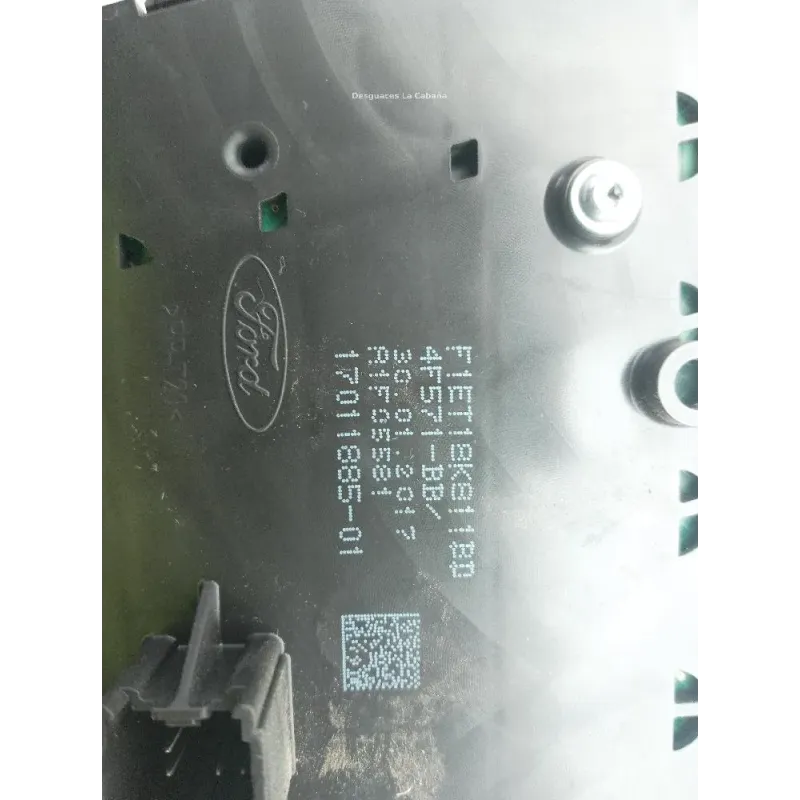 Desguaces La Cabaña
Ford
F1ET18K811BD
4F571-BB/
30.01.2017
A1F05581
17011885-01